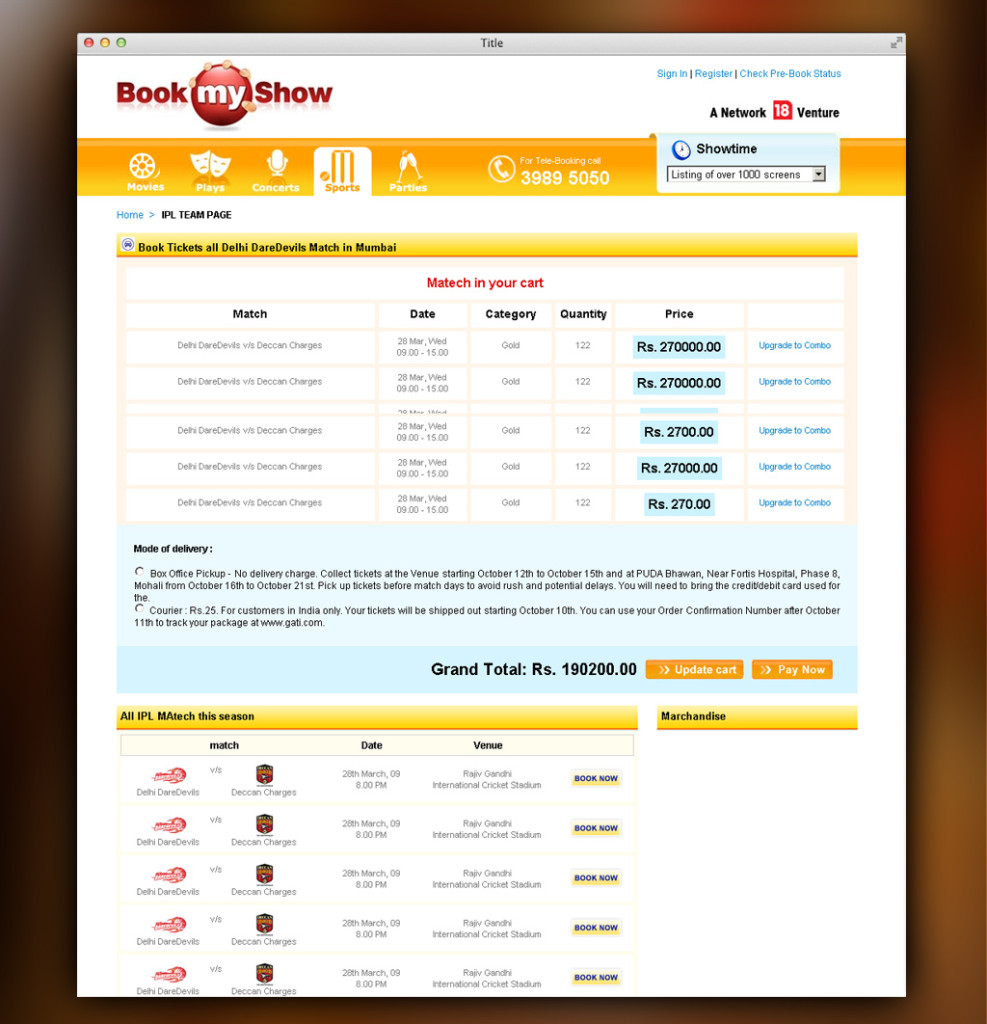 Title
Book my Show
Sign In | Register | Check Pre-Book Status
A Network 18 Venture
Movies
Plays
Concerts
Sports
Parties
For Tele-Booking call
3989 5050
Showtime
Listing of over 1000 screens
Home > IPL TEAM PAGE
Book Tickets all Delhi DareDevils Match in Mumbai
Matech in your cart
Match Date Category Quantity Price
Delhi DareDevils v/s Deccan Charges 28 Mar, Wed 09.00 - 15.00 Gold 122 Rs. 270000.00 Upgrade to Combo
Delhi DareDevils v/s Deccan Charges 28 Mar, Wed 09.00 - 15.00 Gold 122 Rs. 270000.00 Upgrade to Combo
28 Mar, Wed
Delhi DareDevils v/s Deccan Charges 28 Mar, Wed 09.00 - 15.00 Gold 122 Rs. 2700.00 Upgrade to Combo
Delhi DareDevils v/s Deccan Charges 28 Mar, Wed 09.00 - 15.00 Gold 122 Rs. 27000.00 Upgrade to Combo
Delhi DareDevils v/s Deccan Charges 28 Mar, Wed 09.00 - 15.00 Gold 122 Rs. 270.00 Upgrade to Combo
Mode of delivery :
Box Office Pickup - No delivery charge. Collect tickets at the Venue starting October 12th to October 15th and at PUDA Bhawan, Near Fortis Hospital, Phase 8,
Mohali from October 16th to October 21st. Pick up tickets before match days to avoid rush and potential delays. You will need to bring the credit/debit card used for
the.
Courier : Rs.25. For customers in India only. Your tickets will be shipped out starting October 10th. You can use your Order Confirmation Number after October
11th to track your package at www.gati.com.
Grand Total: Rs. 190200.00 Update cart Pay Now
All IPL MAtech this season
Marchandise
match Date Venue
v/s 28th March, 09 Rajiv Gandhi
Delhi DareDevils Deccan Charges 8.00 PM International Cricket Stadium BOOK NOW
v/s 28th March, 09 Rajiv Gandhi
Delhi DareDevils Deccan Charges 8.00 PM International Cricket Stadium BOOK NOW
v/s 28th March, 09 Rajiv Gandhi
Delhi DareDevils Deccan Charges 8.00 PM International Cricket Stadium BOOK NOW
v/s 28th March, 09 Rajiv Gandhi
Delhi DareDevils Deccan Charges 8.00 PM International Cricket Stadium BOOK NOW
v/s 28th March, 09 Rajiv Gandhi
Delhi DareDevils Deccan Charges 8.00 PM International Cricket Stadium BOOK NOW